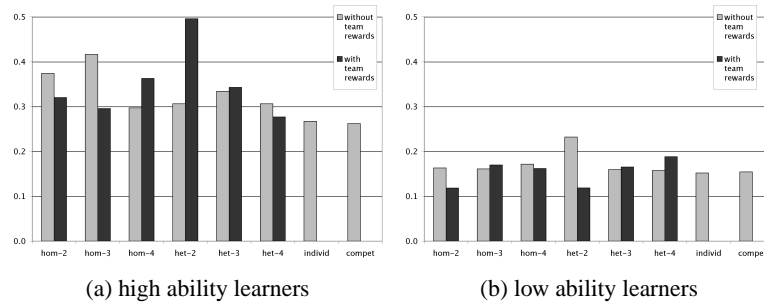 0.5
0.4
0.3
0.2
0.1
0.0
hom-2 hom-3 hom-4 het-2 het-3 het-4 individ compet
without
team
rewards
with
team
rewards
(a) high ability learners
0.5
0.4
0.3
0.2
0.1
0.0
hom-2 hom-3 hom-4 het-2 het-3 het-4 individ compet
without
team
rewards
with
team
rewards
(b) low ability learners